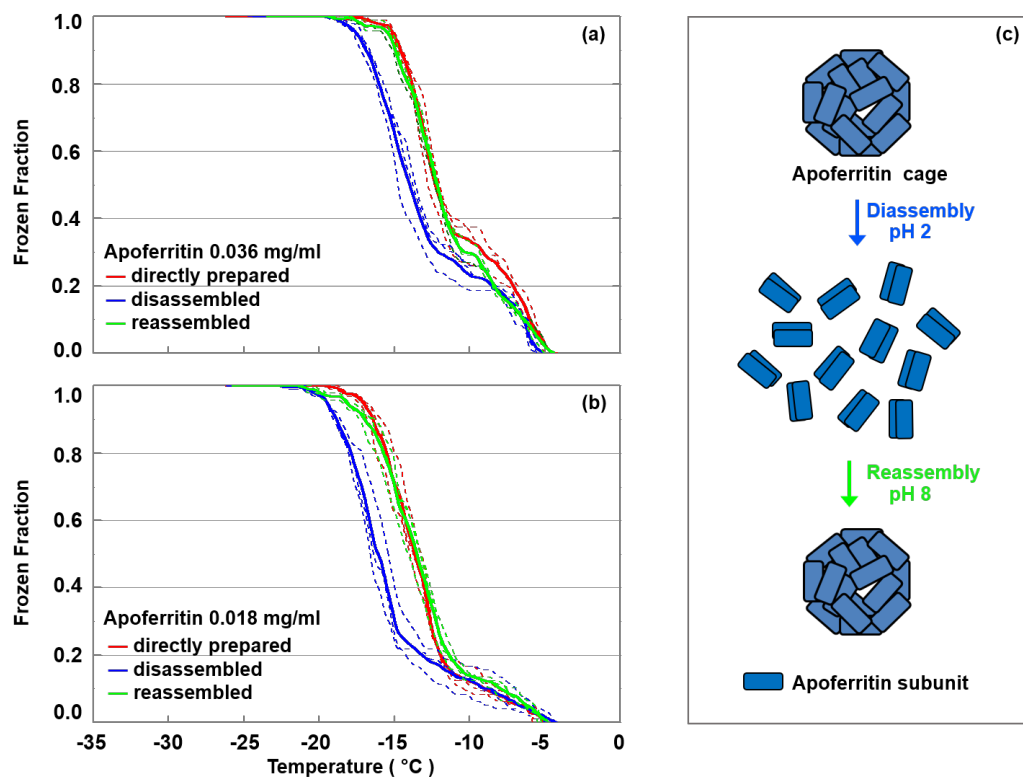 (a)
1.0
0.8
0.6
0.4
0.2
0.0
Frozen Fraction
Apoferritin 0.036 mg/ml
directly prepared
disassembled
reassembled
(b)
1.0
0.8
0.6
0.4
0.2
0.0
Frozen Fraction
Apoferritin 0.018 mg/ml
directly prepared
disassembled
reassembled
-35 -30 -25 -20 -15 -10 -5 0
Temperature ( °C )
(c)
Apoferritin cage
Diassembly
pH 2
Reassembly
pH 8
Apoferritin subunit